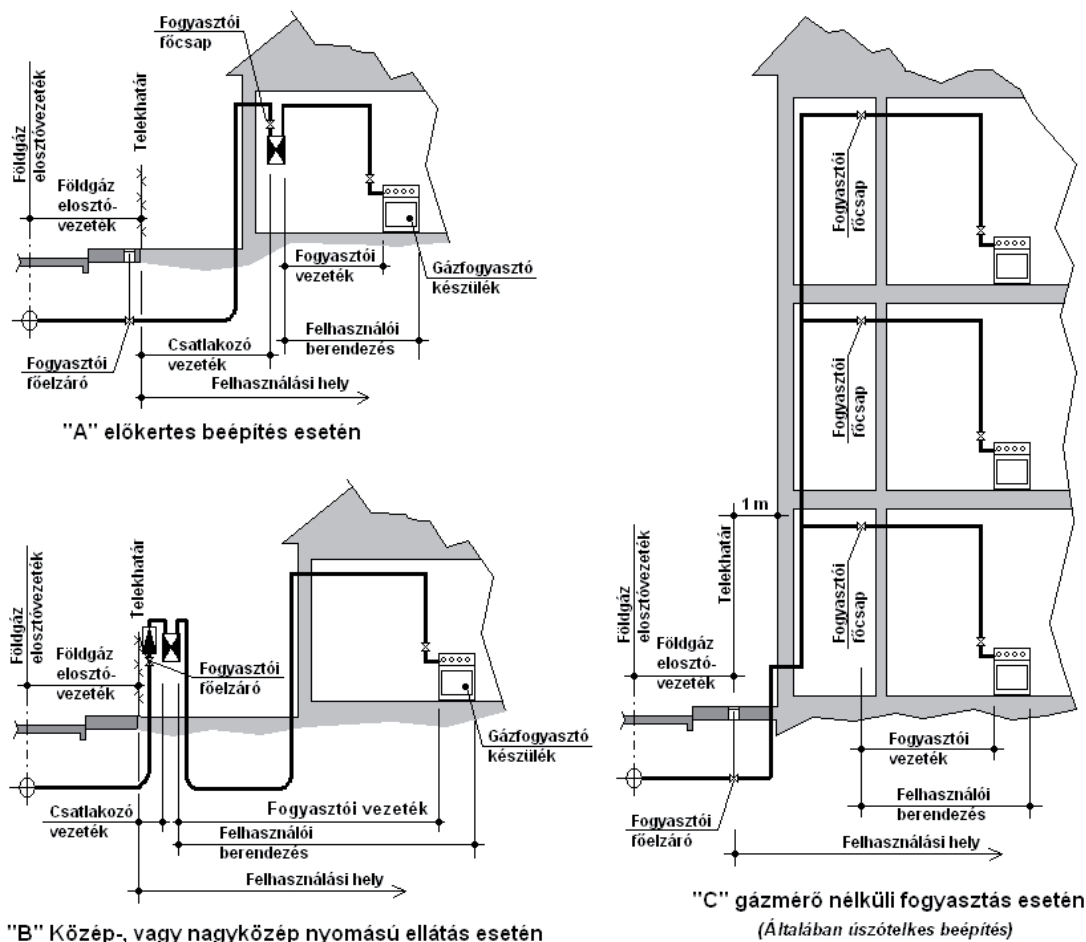 Fogyasztói
főcsap
Földgáz
elosztóvezeték
Telekhatár
Földgáz
elosztó-
vezeték
Fogyasztói
vezeték
Gázfogyasztó
készülék
Felhasználói
berendezés
Csatlakozó
vezeték
Fogyasztói
főelzáró
Felhasználási hely
"A" előkertes beépítés esetén
Földgáz
elosztóvezeték
Telekhatár
Földgáz
elosztó-
vezeték
Fogyasztói
főelzáró
Gázfogyasztó
készülék
Csatlakozó
vezeték
Fogyasztói vezeték
Felhasználói
berendezés
Felhasználási hely
"B" Közép-, vagy nagyközép nyomású ellátás esetén
Fogyasztói
főcsap
Fogyasztói
főcsap
1 m
Földgáz
elosztóvezeték
Telekhatár
Fogyasztói
főcsap
Földgáz
elosztó-
vezeték
Fogyasztói
vezeték
Felhasználói
berendezés
Fogyasztói
főelzáró
Felhasználási hely
"C" gázmérő nélküli fogyasztás esetén
(Általában úszótelkes beépítés)